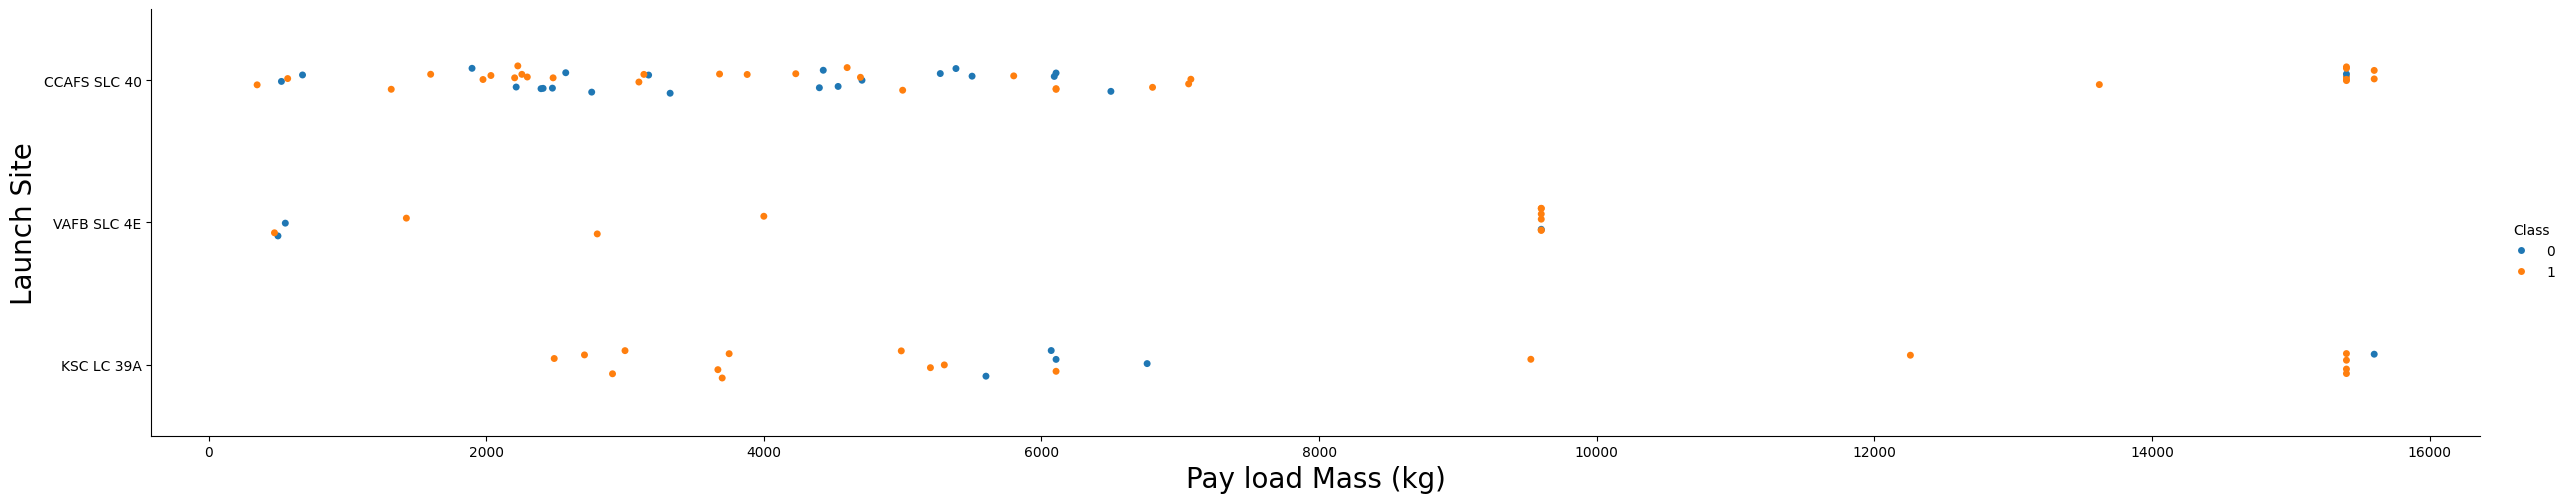 Launch Site
CCAFS SLC 40
VAFB SLC 4E
KSC LC 39A
0 2000 4000 6000 8000 10000 12000 14000 16000
Pay load Mass (kg)
Class
0
1